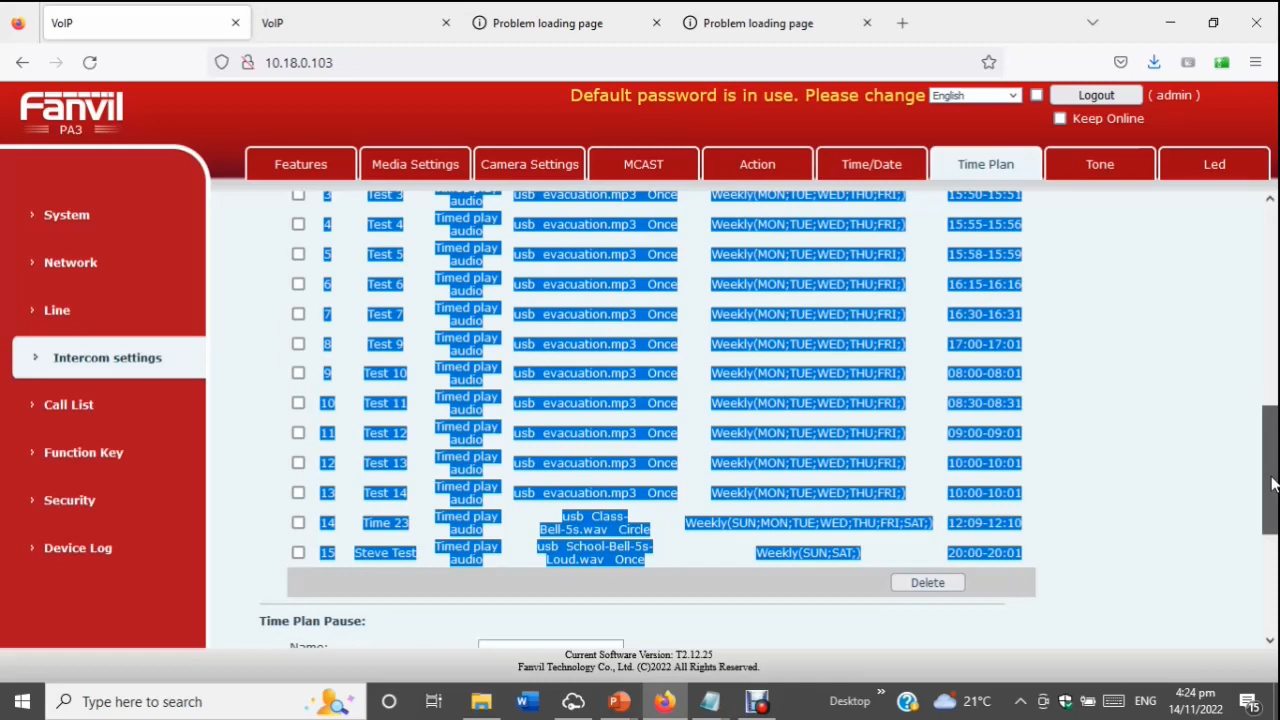 VoIP
VoIP
Problem loading page
Problem loading page
10.18.0.103
Fanvil
PA3
Default password is in use. Please change
English
Logout
( admin )
Keep Online
Features
Media Settings
Camera Settings
MCAST
Action
Time/Date
Time Plan
Tone
Led
System
Network
Line
Intercom settings
Call List
Function Key
Security
Device Log
3 Test 3 Timed play audio usb evacuation.mp3 Once Weekly(MON;TUE;WED;THU;FRI;) 15:50-15:51
4 Test 4 Timed play audio usb evacuation.mp3 Once Weekly(MON;TUE;WED;THU;FRI;) 15:55-15:56
5 Test 5 Timed play audio usb evacuation.mp3 Once Weekly(MON;TUE;WED;THU;FRI;) 15:58-15:59
6 Test 6 Timed play audio usb evacuation.mp3 Once Weekly(MON;TUE;WED;THU;FRI;) 16:15-16:16
7 Test 7 Timed play audio usb evacuation.mp3 Once Weekly(MON;TUE;WED;THU;FRI;) 16:30-16:31
8 Test 9 Timed play audio usb evacuation.mp3 Once Weekly(MON;TUE;WED;THU;FRI;) 17:00-17:01
9 Test 10 Timed play audio usb evacuation.mp3 Once Weekly(MON;TUE;WED;THU;FRI;) 08:00-08:01
10 Test 11 Timed play audio usb evacuation.mp3 Once Weekly(MON;TUE;WED;THU;FRI;) 08:30-08:31
11 Test 12 Timed play audio usb evacuation.mp3 Once Weekly(MON;TUE;WED;THU;FRI;) 09:00-09:01
12 Test 13 Timed play audio usb evacuation.mp3 Once Weekly(MON;TUE;WED;THU;FRI;) 10:00-10:01
13 Test 14 Timed play audio usb evacuation.mp3 Once Weekly(MON;TUE;WED;THU;FRI;) 10:00-10:01
14 Time 23 Timed play audio usb Class-Bell-5s.wav Circle Weekly(SUN;MON;TUE;WED;THU;FRI;SAT;) 12:09-12:10
15 Steve Test Timed play audio usb School-Bell-5s-Loud.wav Once Weekly(SUN;SAT;) 20:00-20:01
Delete
Time Plan Pause:
Name:
Current Software Version: T2.12.25
Fanvil Technology Co., Ltd. (C)2022 All Rights Reserved.
Type here to search
Desktop
21°C
ENG
4:24 pm
14/11/2022
15